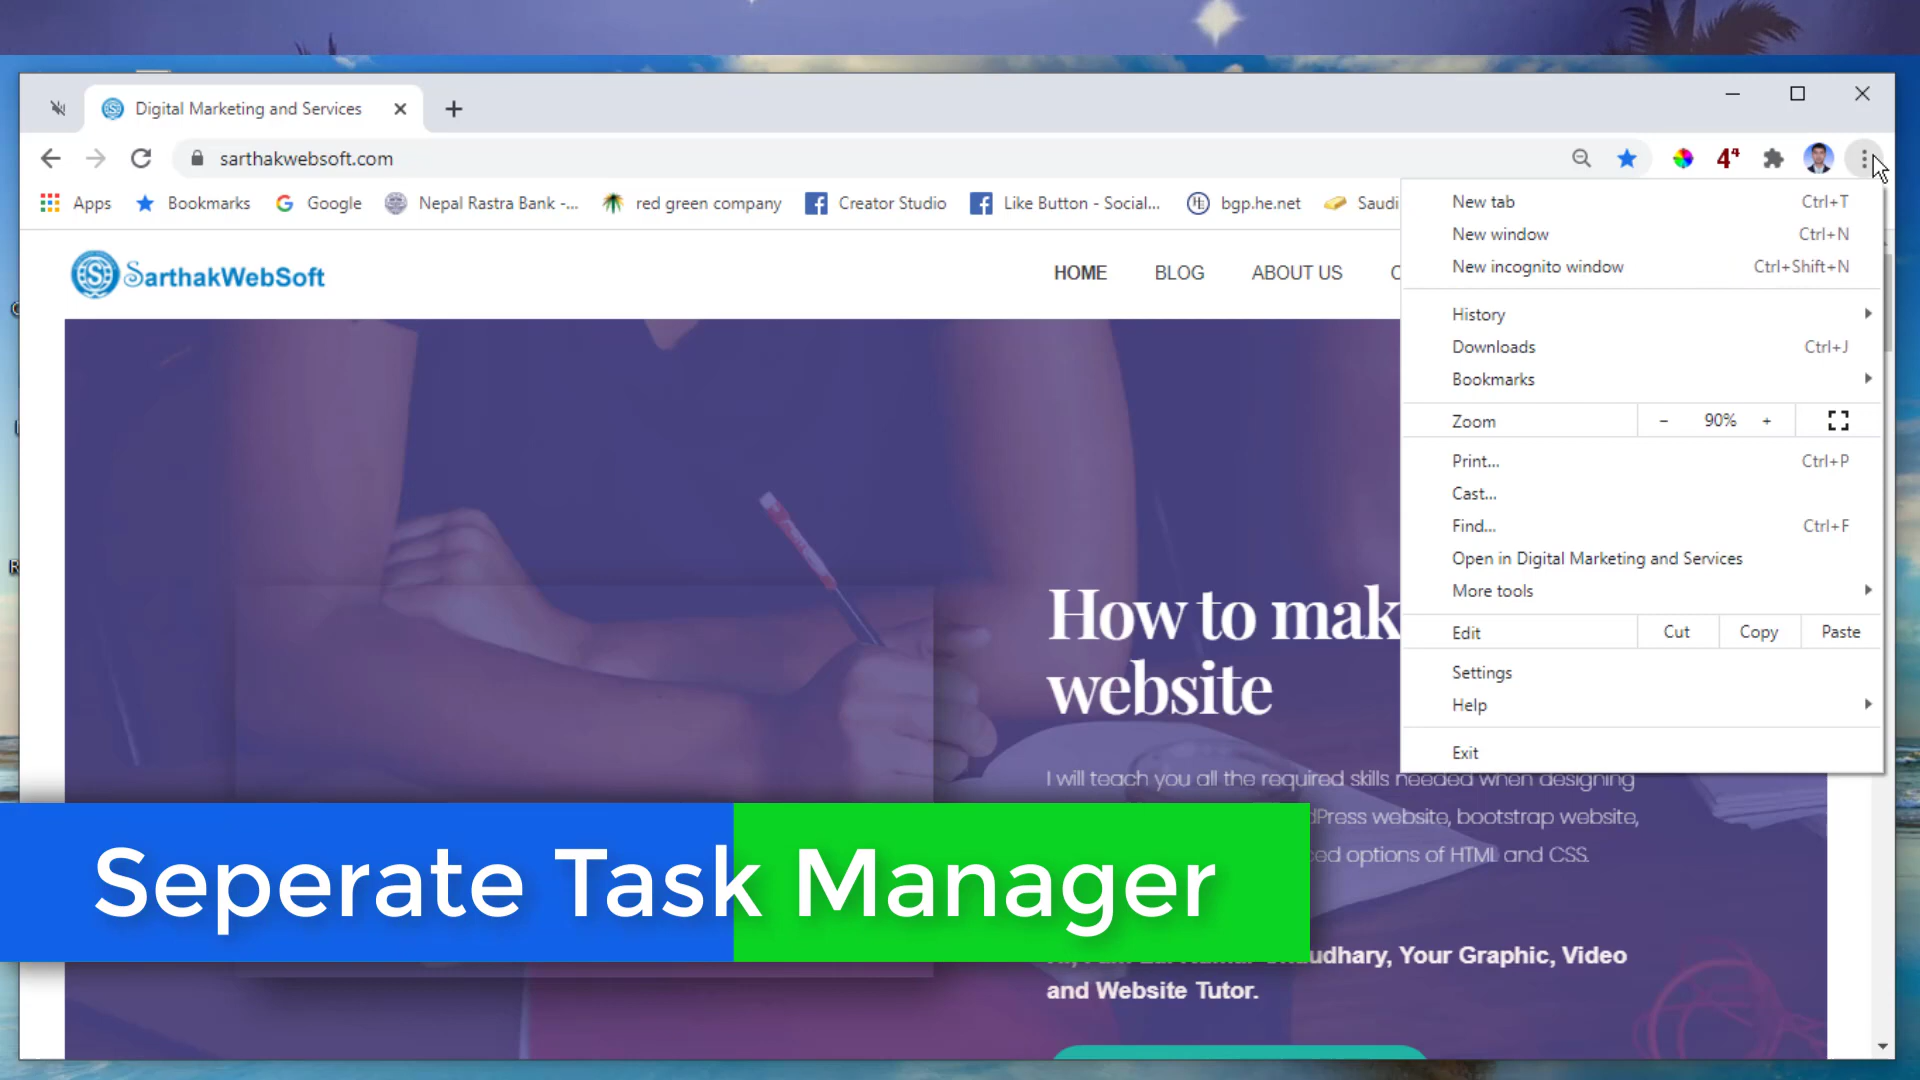 Digital Marketing and Services
sarthakwebsoft.com
4⁴
Apps Bookmarks Google Nepal Rastra Bank -... red green company Creator Studio Like Button - Social... bgp.he.net Saudi
SarthakWebSoft
HOME BLOG ABOUT US C
New tab Ctrl+T
New window Ctrl+N
New incognito window Ctrl+Shift+N
History
Downloads Ctrl+J
Bookmarks
Zoom - 90% +
Print... Ctrl+P
Cast...
Find... Ctrl+F
Open in Digital Marketing and Services
More tools
Edit Cut Copy Paste
Settings
Help
Exit
How to mak
website
I will teach you all the required skills needed when designing
dPress website, bootstrap website,
ced options of HTML and CSS.
Seperate Task Manager
udhary, Your Graphic, Video
and Website Tutor.